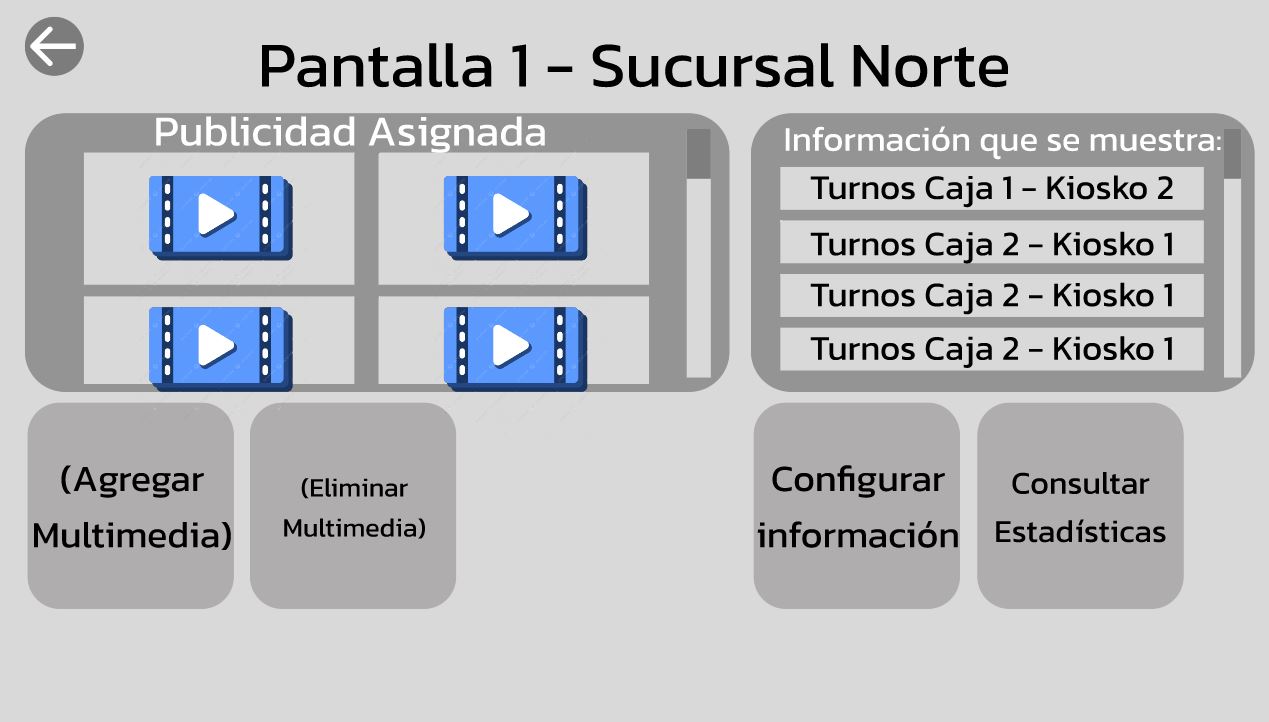 Pantalla 1 - Sucursal Norte
Publicidad Asignada
Información que se muestra:
Turnos Caja 1 - Kiosko 2
Turnos Caja 2 - Kiosko 1
Turnos Caja 2 - Kiosko 1
Turnos Caja 2 - Kiosko 1
(Agregar
Multimedia)
(Eliminar
Multimedia)
Configurar
información
Consultar
Estadísticas